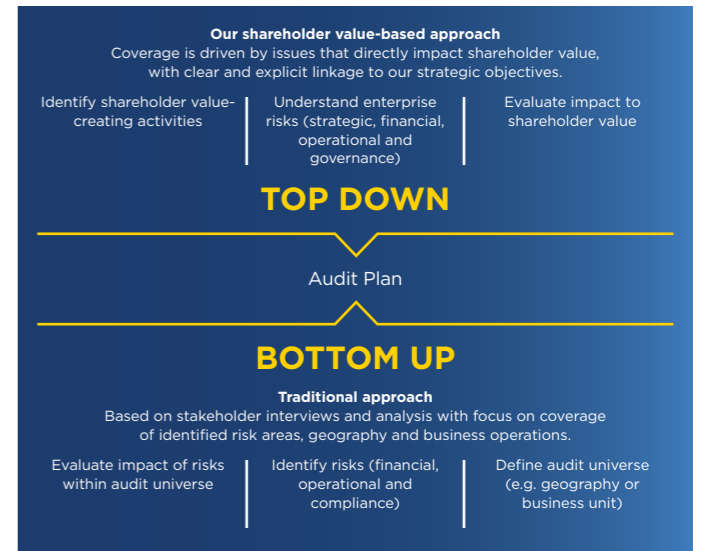 Our shareholder value-based approach
Coverage is driven by issues that directly impact shareholder value,
with clear and explicit linkage to our strategic objectives.
Identify shareholder value-
creating activities
Understand enterprise
risks (strategic, financial,
operational and
governance)
Evaluate impact to
shareholder value
TOP DOWN
Audit Plan
BOTTOM UP
Traditional approach
Based on stakeholder interviews and analysis with focus on coverage
of identified risk areas, geography and business operations.
Evaluate impact of risks
within audit universe
Identify risks (financial,
operational and
compliance)
Define audit universe
(e.g. geography or
business unit)